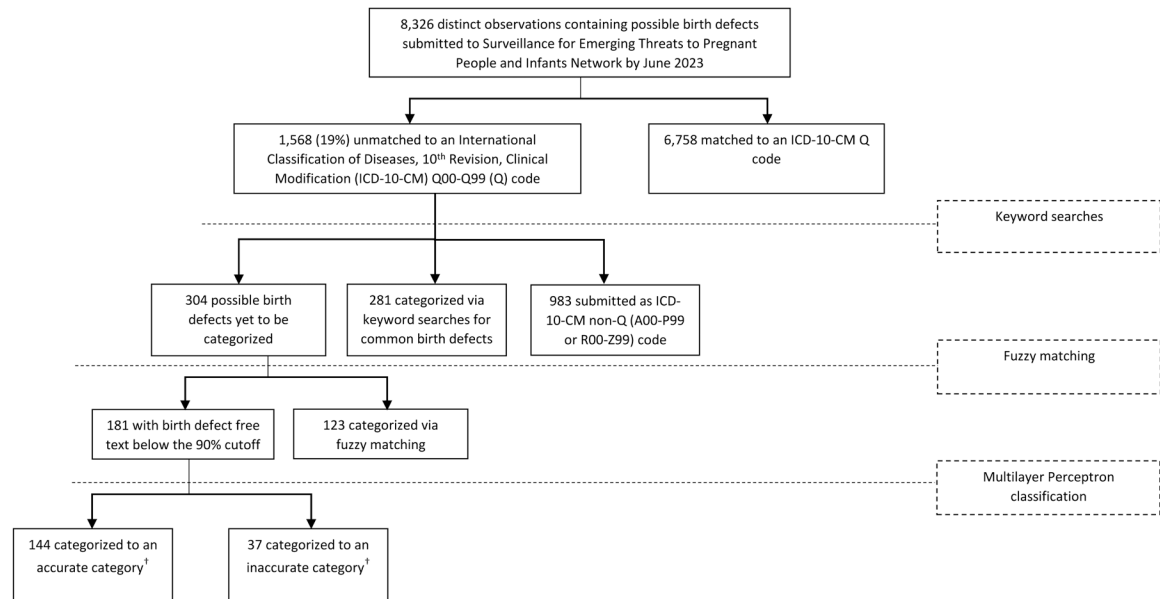 8,326 distinct observations containing possible birth defects
submitted to Surveillance for Emerging Threats to Pregnant
People and Infants Network by June 2023
1,568 (19%) unmatched to an International
Classification of Diseases, 10th Revision, Clinical
Modification (ICD-10-CM) Q00-Q99 (Q) code
6,758 matched to an ICD-10-CM Q
code
Keyword searches
304 possible birth
defects yet to be
categorized
281 categorized via
keyword searches for
common birth defects
983 submitted as ICD-
10-CM non-Q (A00-P99
or R00-Z99) code
Fuzzy matching
181 with birth defect free
text below the 90% cutoff
123 categorized via
fuzzy matching
Multilayer Perceptron
classification
144 categorized to an
accurate category†
37 categorized to an
inaccurate category†